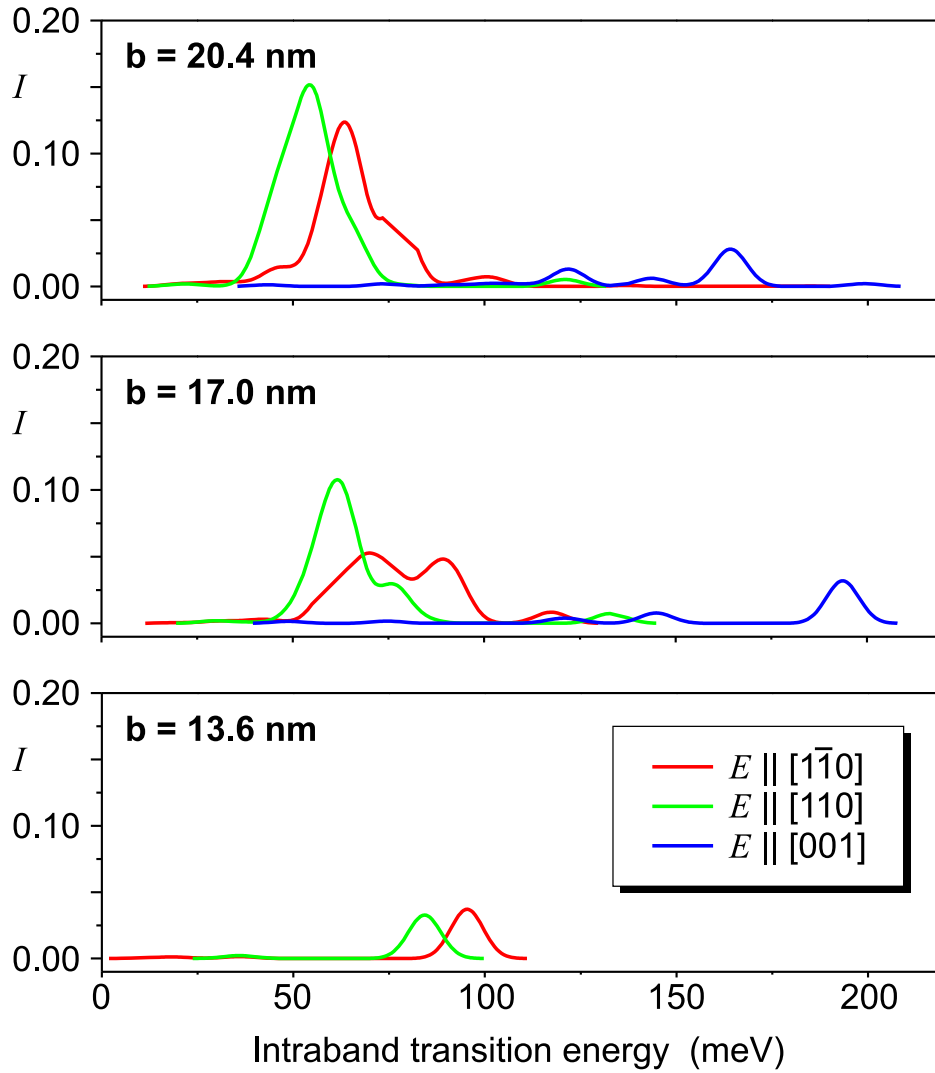 0.20
b = 20.4 nm
I
0.10
0.00
0.20
b = 17.0 nm
I
0.10
0.00
0.20
b = 13.6 nm
I
E || [11̅0]
0.10
E || [110]
E || [001]
0.00
0 50 100 150 200
Intraband transition energy (meV)